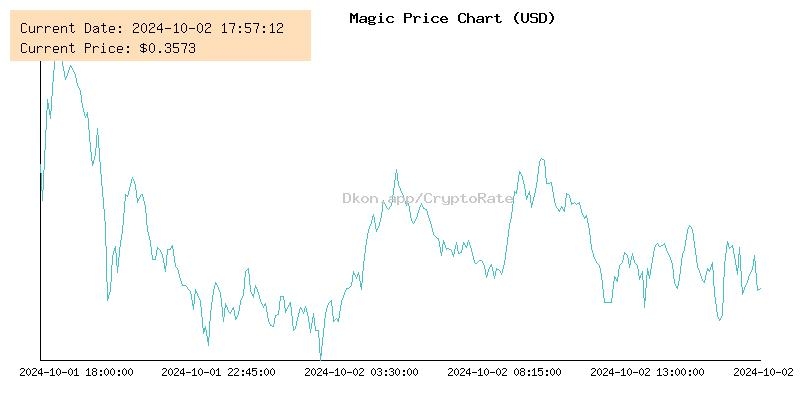 Magic Price Chart (USD)
Current Date: 2024-10-02 17:57:12
Current Price: $0.3573
Dkon.app/CryptoRate
2024-10-01 18:00:00 2024-10-01 22:45:00 2024-10-02 03:30:00 2024-10-02 08:15:00 2024-10-02 13:00:00 2024-10-02